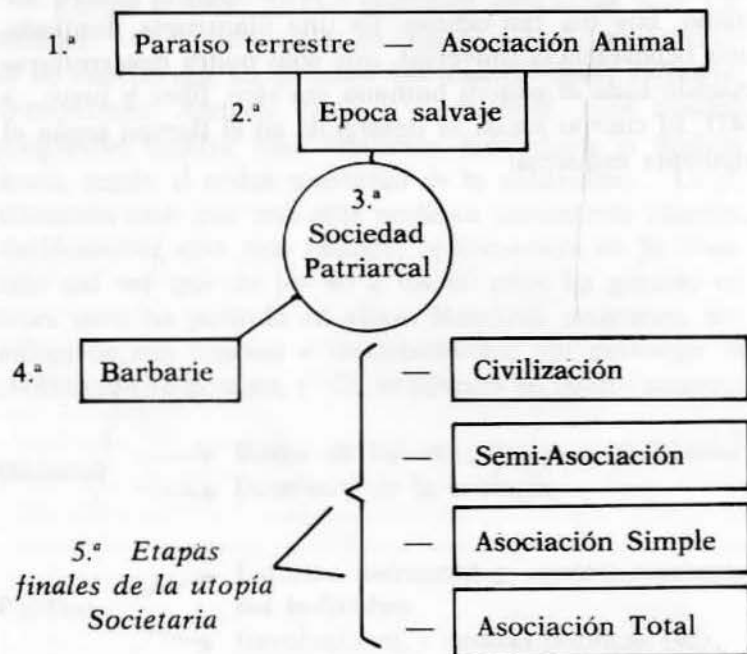 1.ª Paraíso terrestre — Asociación Animal
2.ª Epoca salvaje
3.ª
Sociedad
Patriarcal
4.ª Barbarie
— Civilización
— Semi-Asociación
— Asociación Simple
— Asociación Total
5.ª Etapas
finales de la utopia
Societaria